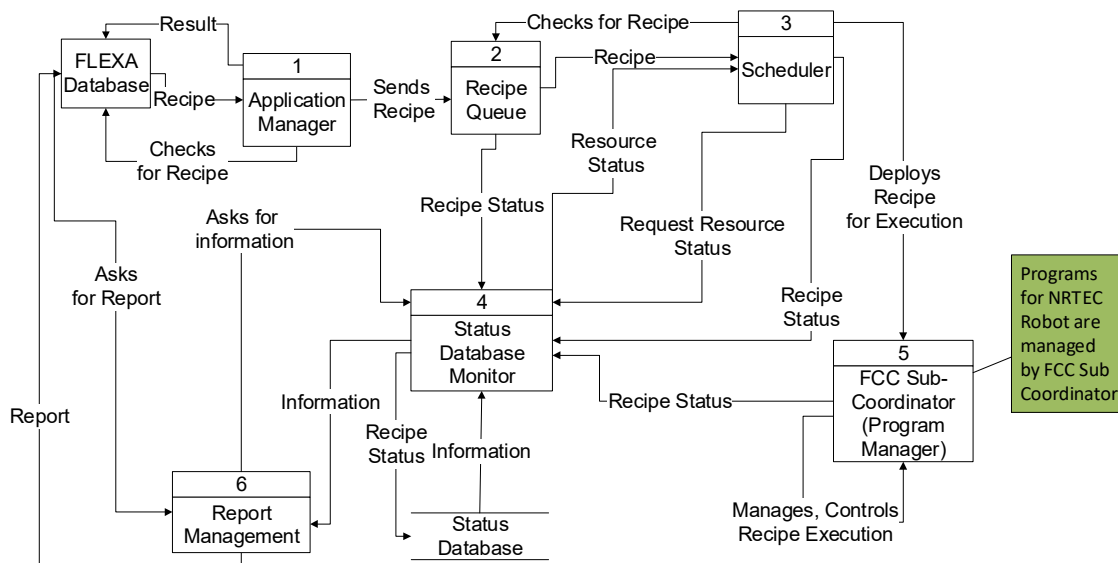 Result
Checks for Recipe
3
FLEXA
Database
1
2
Recipe
Scheduler
Recipe
Application
Manager
Sends
Recipe
Recipe
Queue
Checks
for Recipe
Resource
Status
Deploys
Recipe
for Execution
Recipe Status
Asks for
information
Request Resource
Status
Asks
for Report
Recipe
Status
Programs
for NRTEC
Robot are
managed
by FCC Sub
Coordinator
4
Status
Database
Monitor
5
FCC Sub-
Coordinator
(Program
Manager)
Report
Information
Recipe
Status
Information
Recipe Status
6
Report
Management
Status
Database
Manages, Controls
Recipe Execution